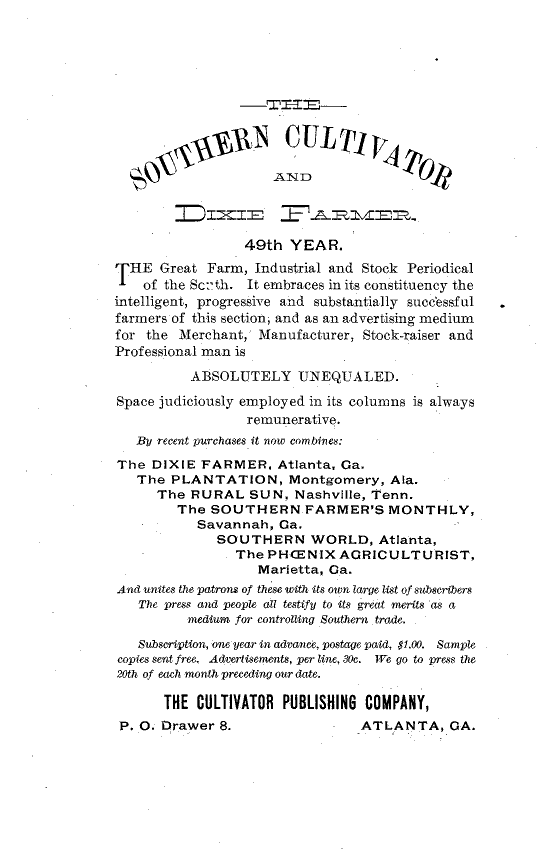 THE
SOUTHERN CULTIVATOR
AND
DIXIE FARMER.
49th YEAR.
THE Great Farm, Industrial and Stock Periodical
of the South. It embraces in its constituency the
intelligent, progressive and substantially successful
farmers of this section; and as an advertising medium
for the Merchant, Manufacturer, Stock-raiser and
Professional man is
ABSOLUTELY UNEQUALED.
Space judiciously employed in its columns is always
remunerative.
By recent purchases it now combines:
The DIXIE FARMER, Atlanta, Ga.
The PLANTATION, Montgomery, Ala.
The RURAL SUN, Nashville, Tenn.
The SOUTHERN FARMER'S MONTHLY,
Savannah, Ga.
SOUTHERN WORLD, Atlanta,
The PHŒNIX AGRICULTURIST,
Marietta, Ga.
And unites the patrons of these with its own large list of subscribers
The press and people all testify to its great merits as a
medium for controlling Southern trade.
Subscription, one year in advance, postage paid, $1.00. Sample
copies sent free. Advertisements, per line, 30c. We go to press the
20th of each month preceding our date.
THE CULTIVATOR PUBLISHING COMPANY,
P. O. Drawer 8. ATLANTA, GA.